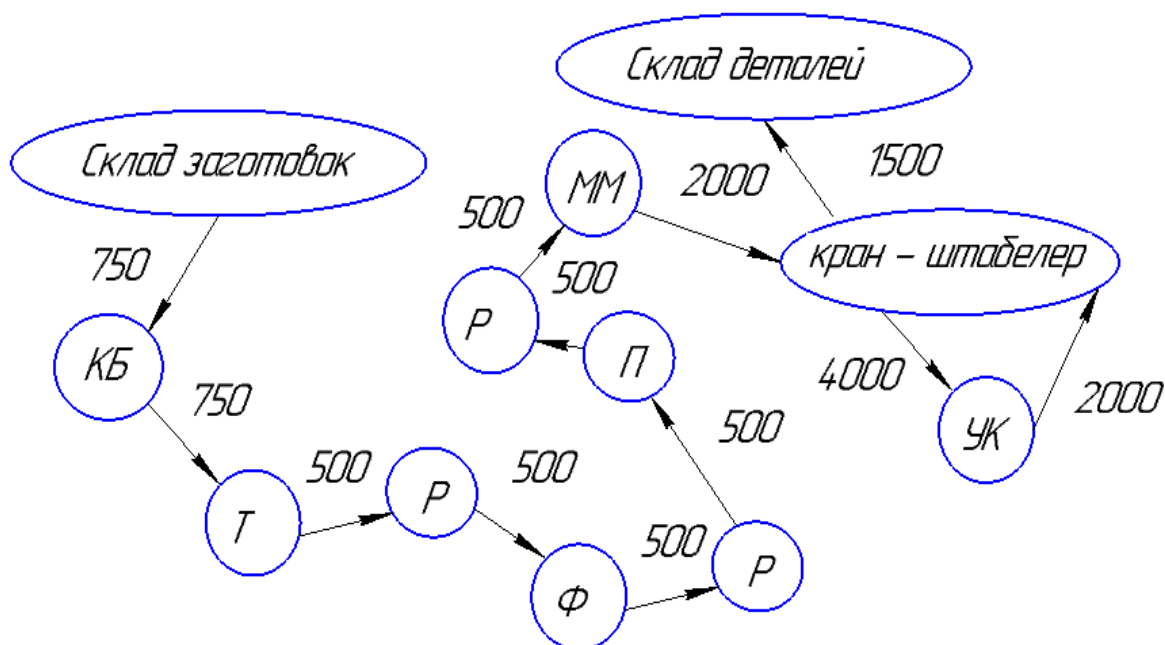 Склад деталей
Склад заготовок
ММ
2000
1500
500
750
500
кран - штабелер
Р
П
КБ
4000
2000
750
500
УК
500
Р
500
Т
500
Р
Ф